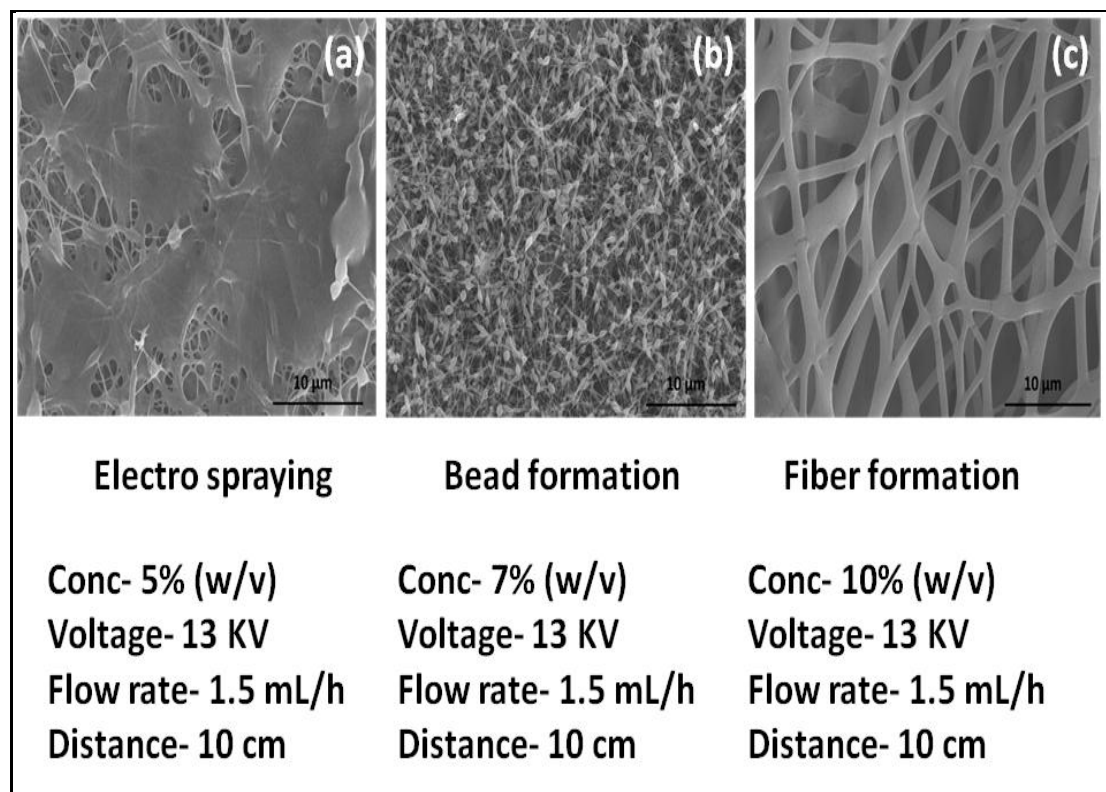 (a) (b) (c)
10 μm 10 μm 10 μm
Electro spraying Bead formation Fiber formation
Conc- 5% (w/v) Conc- 7% (w/v) Conc- 10% (w/v)
Voltage- 13 KV Voltage- 13 KV Voltage- 13 KV
Flow rate- 1.5 mL/h Flow rate- 1.5 mL/h Flow rate- 1.5 mL/h
Distance- 10 cm Distance- 10 cm Distance- 10 cm